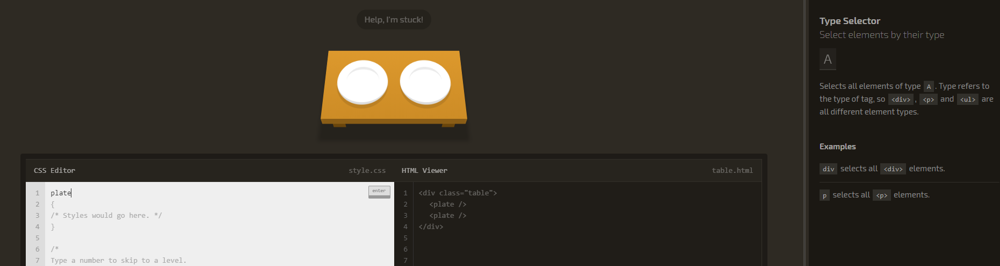 Help, I'm stuck!
CSS Editor
style.css
1 plate
enter
2 {
3 /* Styles would go here. */
4 }
5
6 /*
7 Type a number to skip to a level.
HTML Viewer
table.html
1 <div class="table">
2 <plate />
3 <plate />
4 </div>
5
6
7
Type Selector
Select elements by their type
A
Selects all elements of type A . Type refers to
the type of tag, so <div> , <p> and <ul> are
all different element types.
Examples
div selects all <div> elements.
p selects all <p> elements.